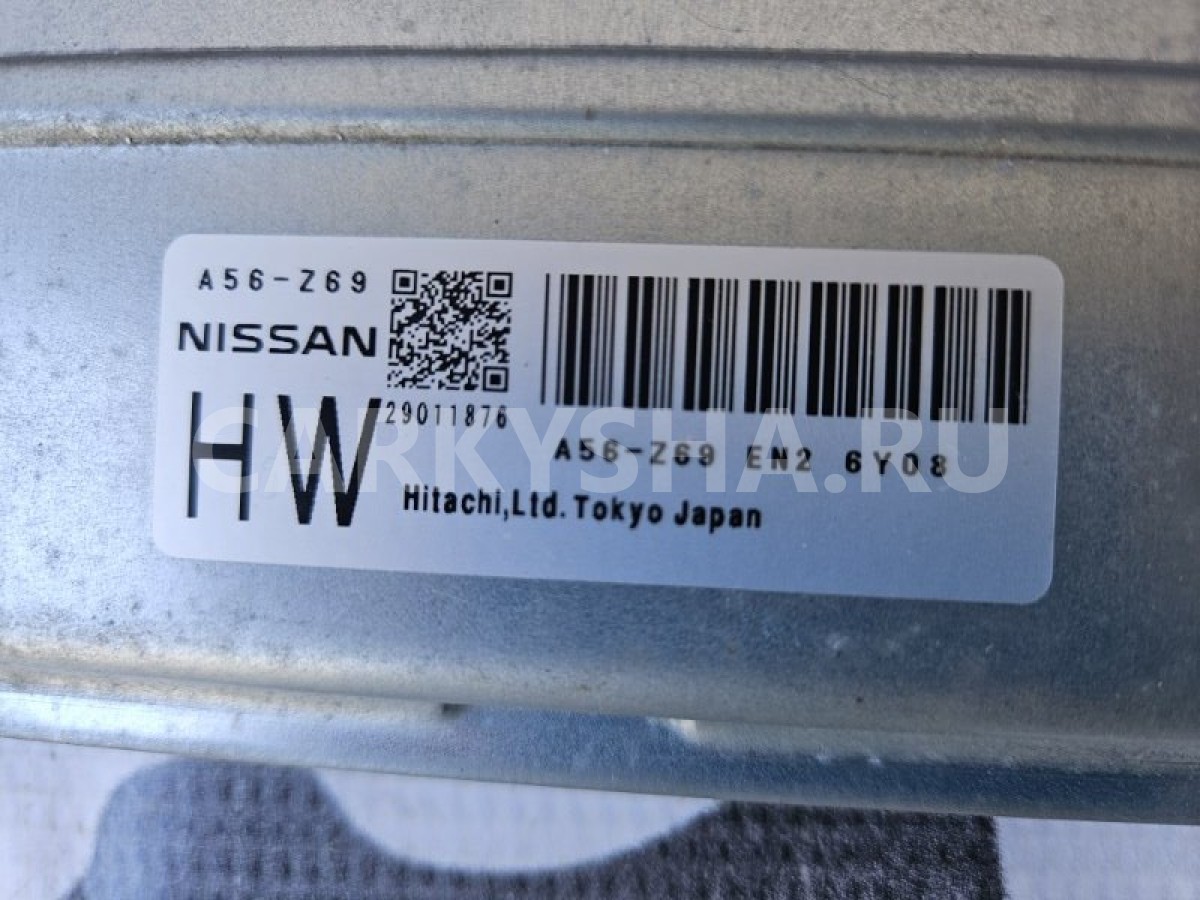 A56-Z69
NISSAN
HW
29011876
A56-Z69 EN2 6Y08
Hitachi,Ltd.Tokyo Japan
CARKYSHA.RU